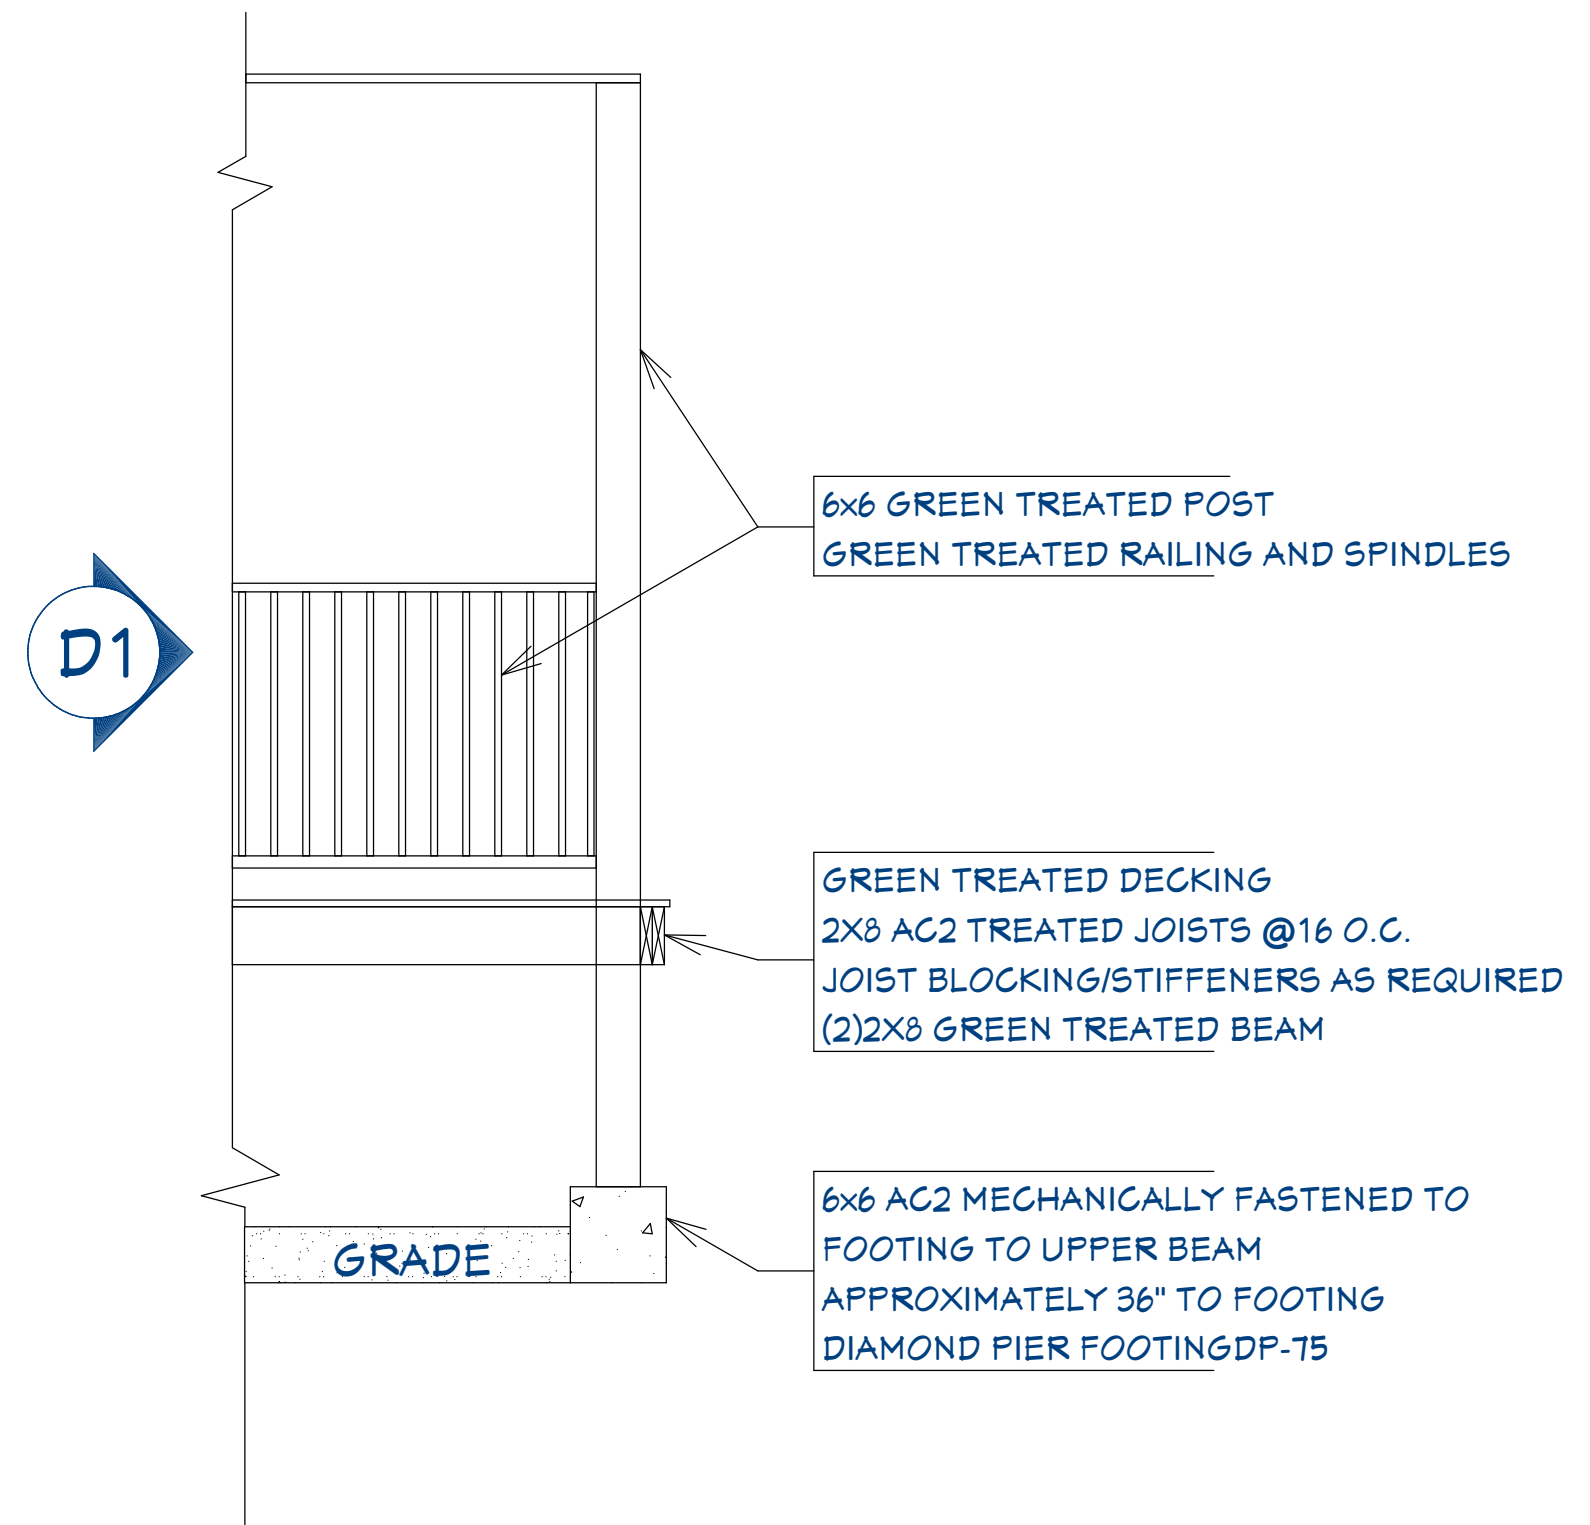 6x6 GREEN TREATED POST
GREEN TREATED RAILING AND SPINDLES
D1
GREEN TREATED DECKING
2X8 AC2 TREATED JOISTS @16 O.C.
JOIST BLOCKING/STIFFENERS AS REQUIRED
(2)2X8 GREEN TREATED BEAM
6x6 AC2 MECHANICALLY FASTENED TO
FOOTING TO UPPER BEAM
APPROXIMATELY 36" TO FOOTING
DIAMOND PIER FOOTINGDP-75
GRADE